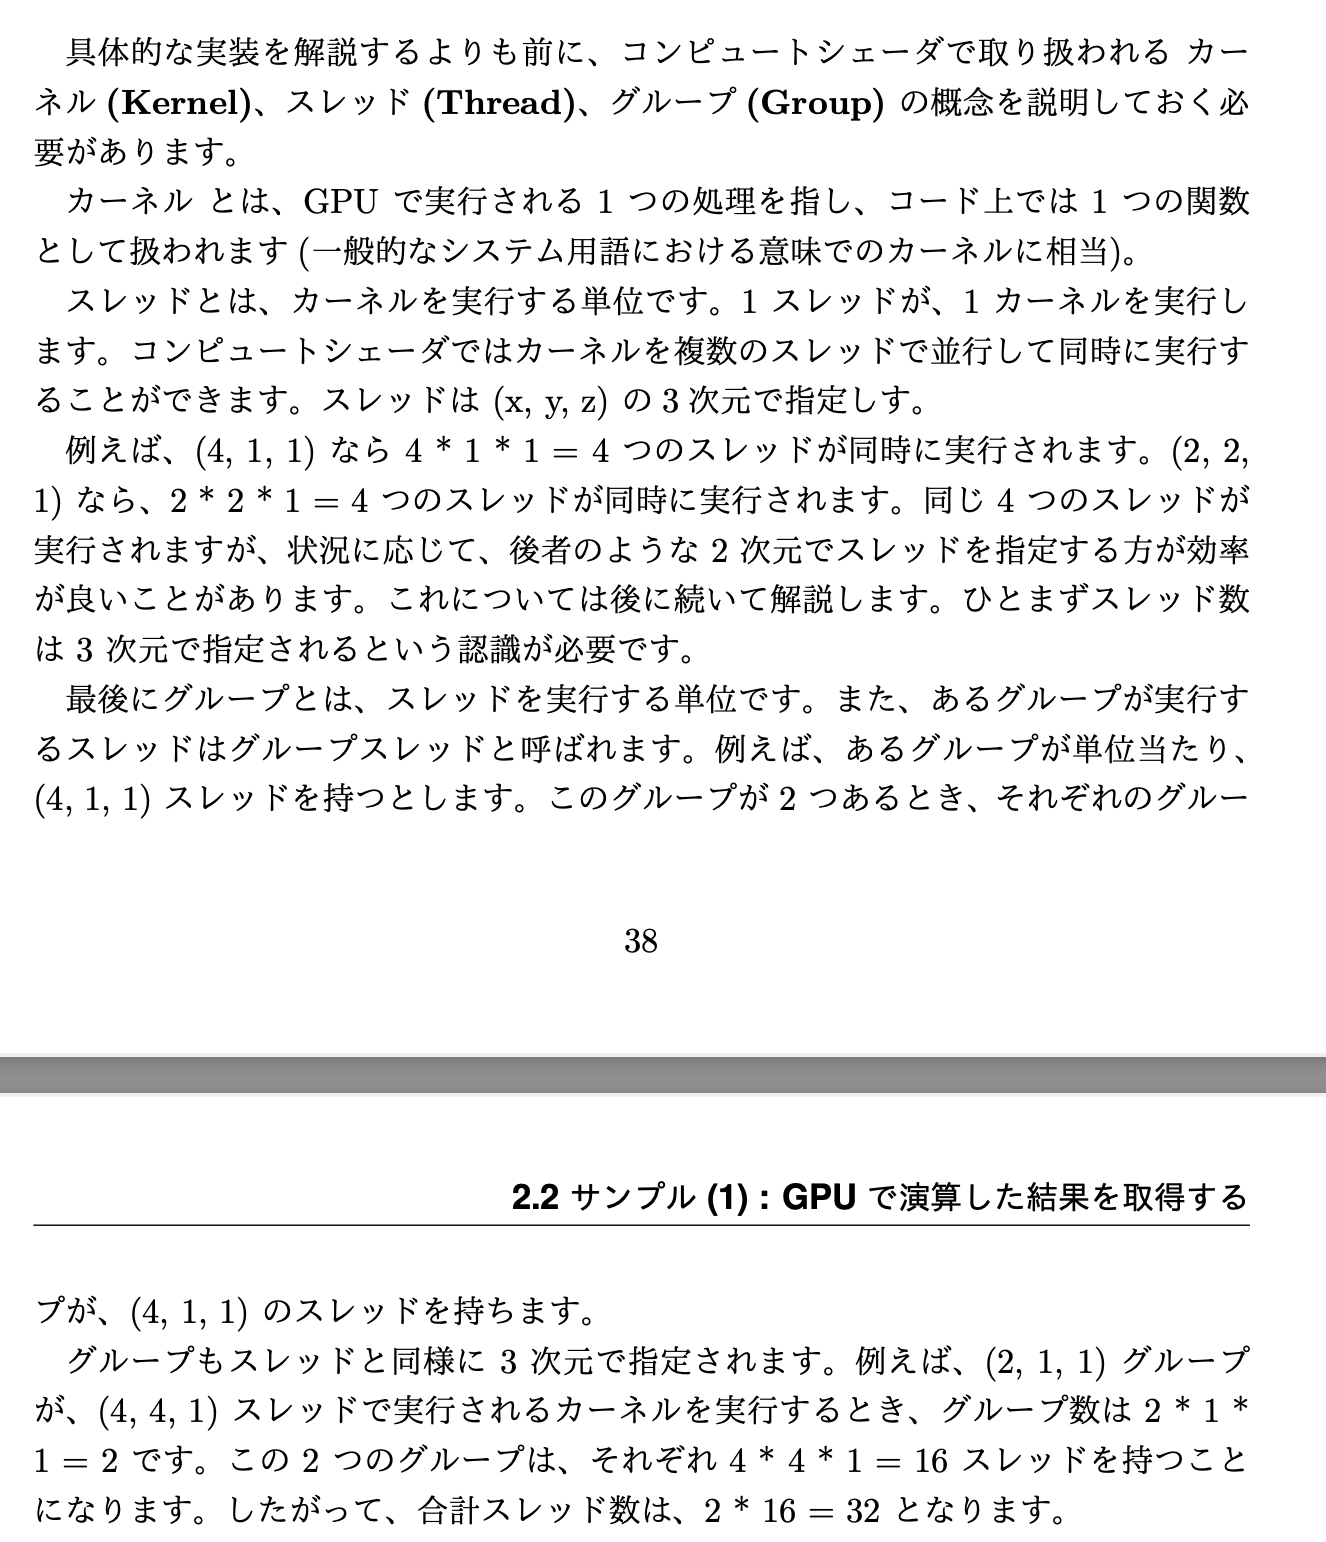 具体的な実装を解説するよりも前に、コンピュートシェーダで取り扱われる カー
ネル (Kernel)、スレッド (Thread)、グループ (Group) の概念を説明しておく必
要があります。
カーネル とは、GPU で実行される 1 つの処理を指し、コード上では 1 つの関数
として扱われます (一般的なシステム用語における意味でのカーネルに相当)。
スレッドとは、カーネルを実行する単位です。1 スレッドが、1 カーネルを実行し
ます。コンピュートシェーダではカーネルを複数のスレッドで並行して同時に実行す
ることができます。スレッドは (x, y, z) の 3 次元で指定しす。
例えば、(4, 1, 1) なら 4 * 1 * 1 = 4 つのスレッドが同時に実行されます。(2, 2,
1) なら、2 * 2 * 1 = 4 つのスレッドが同時に実行されます。同じ 4 つのスレッドが
実行されますが、状況に応じて、後者のような 2 次元でスレッドを指定する方が効率
が良いことがあります。これについては後に続いて解説します。ひとまずスレッド数
は 3 次元で指定されるという認識が必要です。
最後にグループとは、スレッドを実行する単位です。また、あるグループが実行す
るスレッドはグループスレッドと呼ばれます。例えば、あるグループが単位当たり、
(4, 1, 1) スレッドを持つとします。このグループが 2 つあるとき、それぞれのグルー
38
2.2 サンプル (1) : GPU で演算した結果を取得する
プが、(4, 1, 1) のスレッドを持ちます。
グループもスレッドと同様に 3 次元で指定されます。例えば、(2, 1, 1) グループ
が、(4, 4, 1) スレッドで実行されるカーネルを実行するとき、グループ数は 2 * 1 *
1 = 2 です。この 2 つのグループは、それぞれ 4 * 4 * 1 = 16 スレッドを持つこと
になります。したがって、合計スレッド数は、2 * 16 = 32 となります。